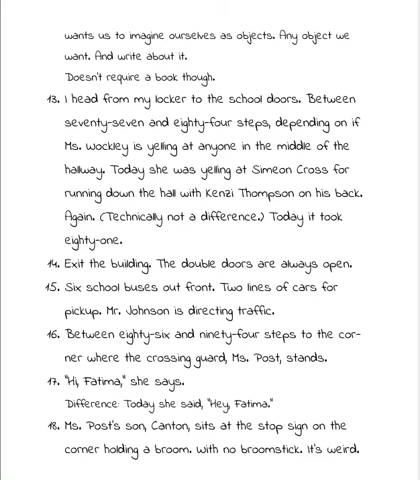 wants us to imagine ourselves as objects. Any object we
want. And write about it.
Doesn't require a book though.
13. I head from my locker to the school doors. Between
seventy-seven and eighty-four steps, depending on if
Ms. Wockley is yelling at anyone in the middle of the
hallway. Today she was yelling at Simeon Cross for
running down the hall with Kenzi Thompson on his back.
Again. (Technically not a difference.) Today it took
eighty-one.
14. Exit the building. The double doors are always open.
15. Six school buses out front. Two lines of cars for
pickup. Mr. Johnson is directing traffic.
16. Between eighty-six and ninety-four steps to the cor-
ner where the crossing guard, Ms. Post, stands.
17. "Hi, Fatima," she says.
Difference: Today she said, "Hey, Fatima."
18. Ms. Post's son, Canton, sits at the stop sign on the
corner holding a broom. With no broomstick. It's weird.